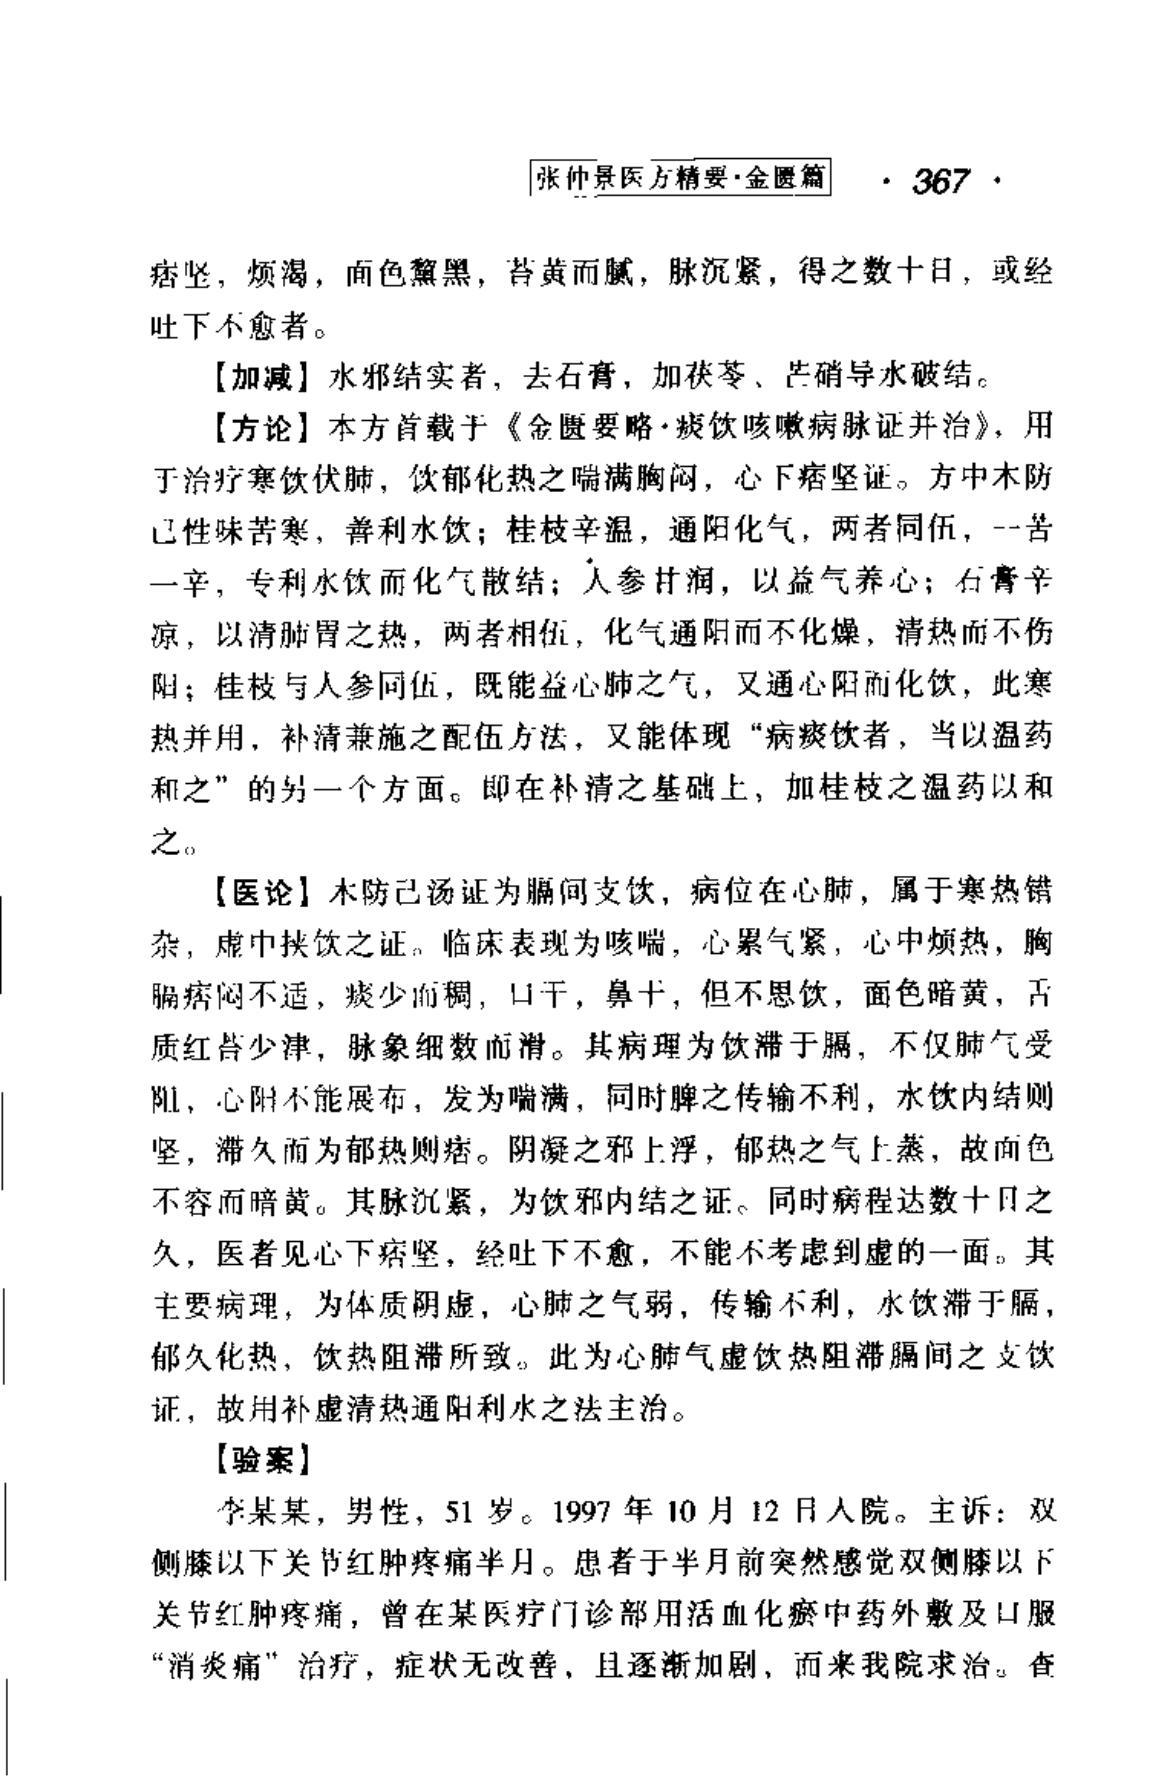 张仲景医方精要·金匮篇 · 367 ·
痞坚，烦渴，面色黧黑，苔黄而腻，脉沉紧，得之数十日，或经
吐下不愈者。
【加减】水邪结实者，去石膏，加茯苓、芒硝导水破结。
【方论】本方首载于《金匮要略·痰饮咳嗽病脉证并治》，用
于治疗寒饮伏肺，饮郁化热之喘满胸闷，心下痞坚证。方中木防
己性味苦寒，善利水饮；桂枝辛温，通阳化气，两者同伍，一苦
一辛，专利水饮而化气散结；人参甘润，以益气养心；石膏辛
凉，以清肺胃之热，两者相伍，化气通阳而不化燥，清热而不伤
阳；桂枝与人参同伍，既能益心肺之气，又通心阳而化饮，此寒
热并用，补清兼施之配伍方法，又能体现“病痰饮者，当以温药
和之”的另一个方面。即在补清之基础上，加桂枝之温药以和
之。
【医论】木防己汤证为膈间支饮，病位在心肺，属于寒热错
杂，虚中挟饮之证。临床表现为咳喘，心累气紧，心中烦热，胸
膈痞闷不适，痰少而稠，口干，鼻干，但不思饮，面色暗黄，舌
质红苔少津，脉象细数而滑。其病理为饮滞于膈，不仅肺气受
阻，心阳不能展布，发为喘满，同时脾之传输不利，水饮内结则
坚，滞久而为郁热则痞。阴凝之邪上浮，郁热之气上蒸，故面色
不容而暗黄。其脉沉紧，为饮邪内结之证。同时病程达数十日之
久，医者见心下痞坚，经吐下不愈，不能不考虑到虚的一面。其
主要病理，为体质阴虚，心肺之气弱，传输不利，水饮滞于膈，
郁久化热，饮热阻滞所致。此为心肺气虚饮热阻滞膈间之支饮
证，故用补虚清热通阳利水之法主治。
【验案】
李某某，男性，51 岁。1997 年 10 月 12 日入院。主诉：双
侧膝以下关节红肿疼痛半月。患者于半月前突然感觉双侧膝以下
关节红肿疼痛，曾在某医疗门诊部用活血化瘀中药外敷及口服
“消炎痛”治疗，症状无改善，且逐渐加剧，而来我院求治。查